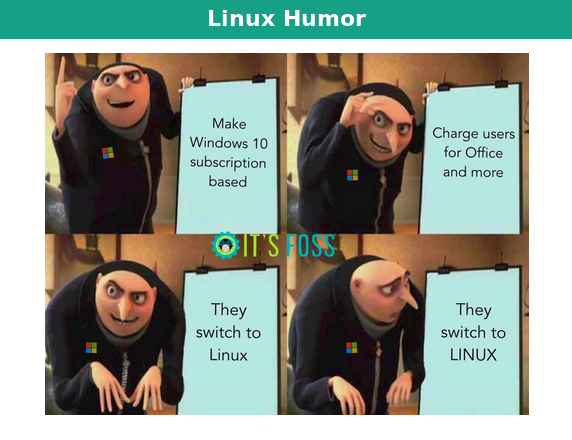 Linux Humor
Make
Windows 10
subscription
based
Charge users
for Office
and more
IT'S FOSS
They
switch to
Linux
They
switch to
LINUX